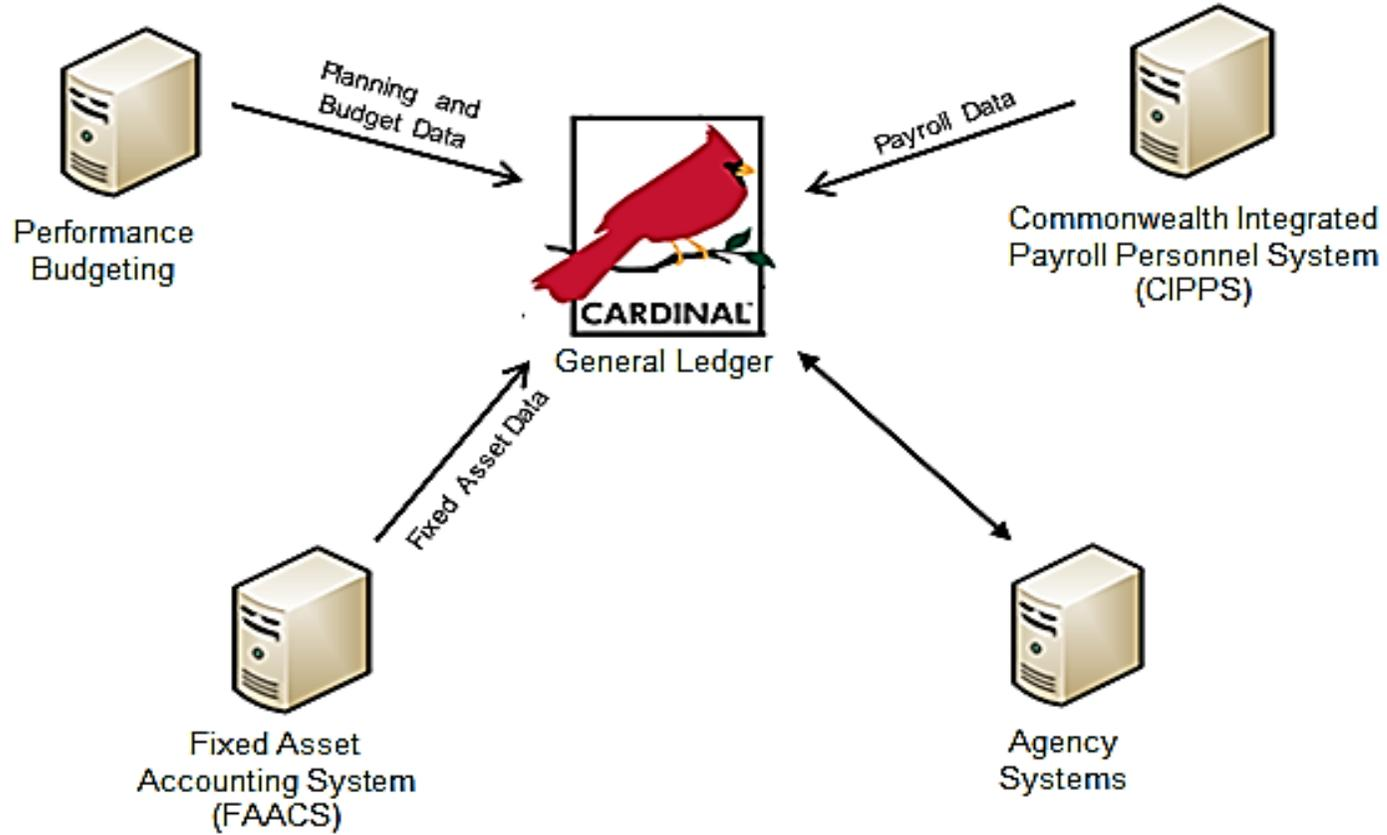 Planning and
Budget Data
Payroll Data
Performance
Budgeting
Commonwealth Integrated
Payroll Personnel System
(CIPPS)
CARDINAL™
General Ledger
Fixed Asset Data
Fixed Asset
Accounting System
(FAACS)
Agency
Systems